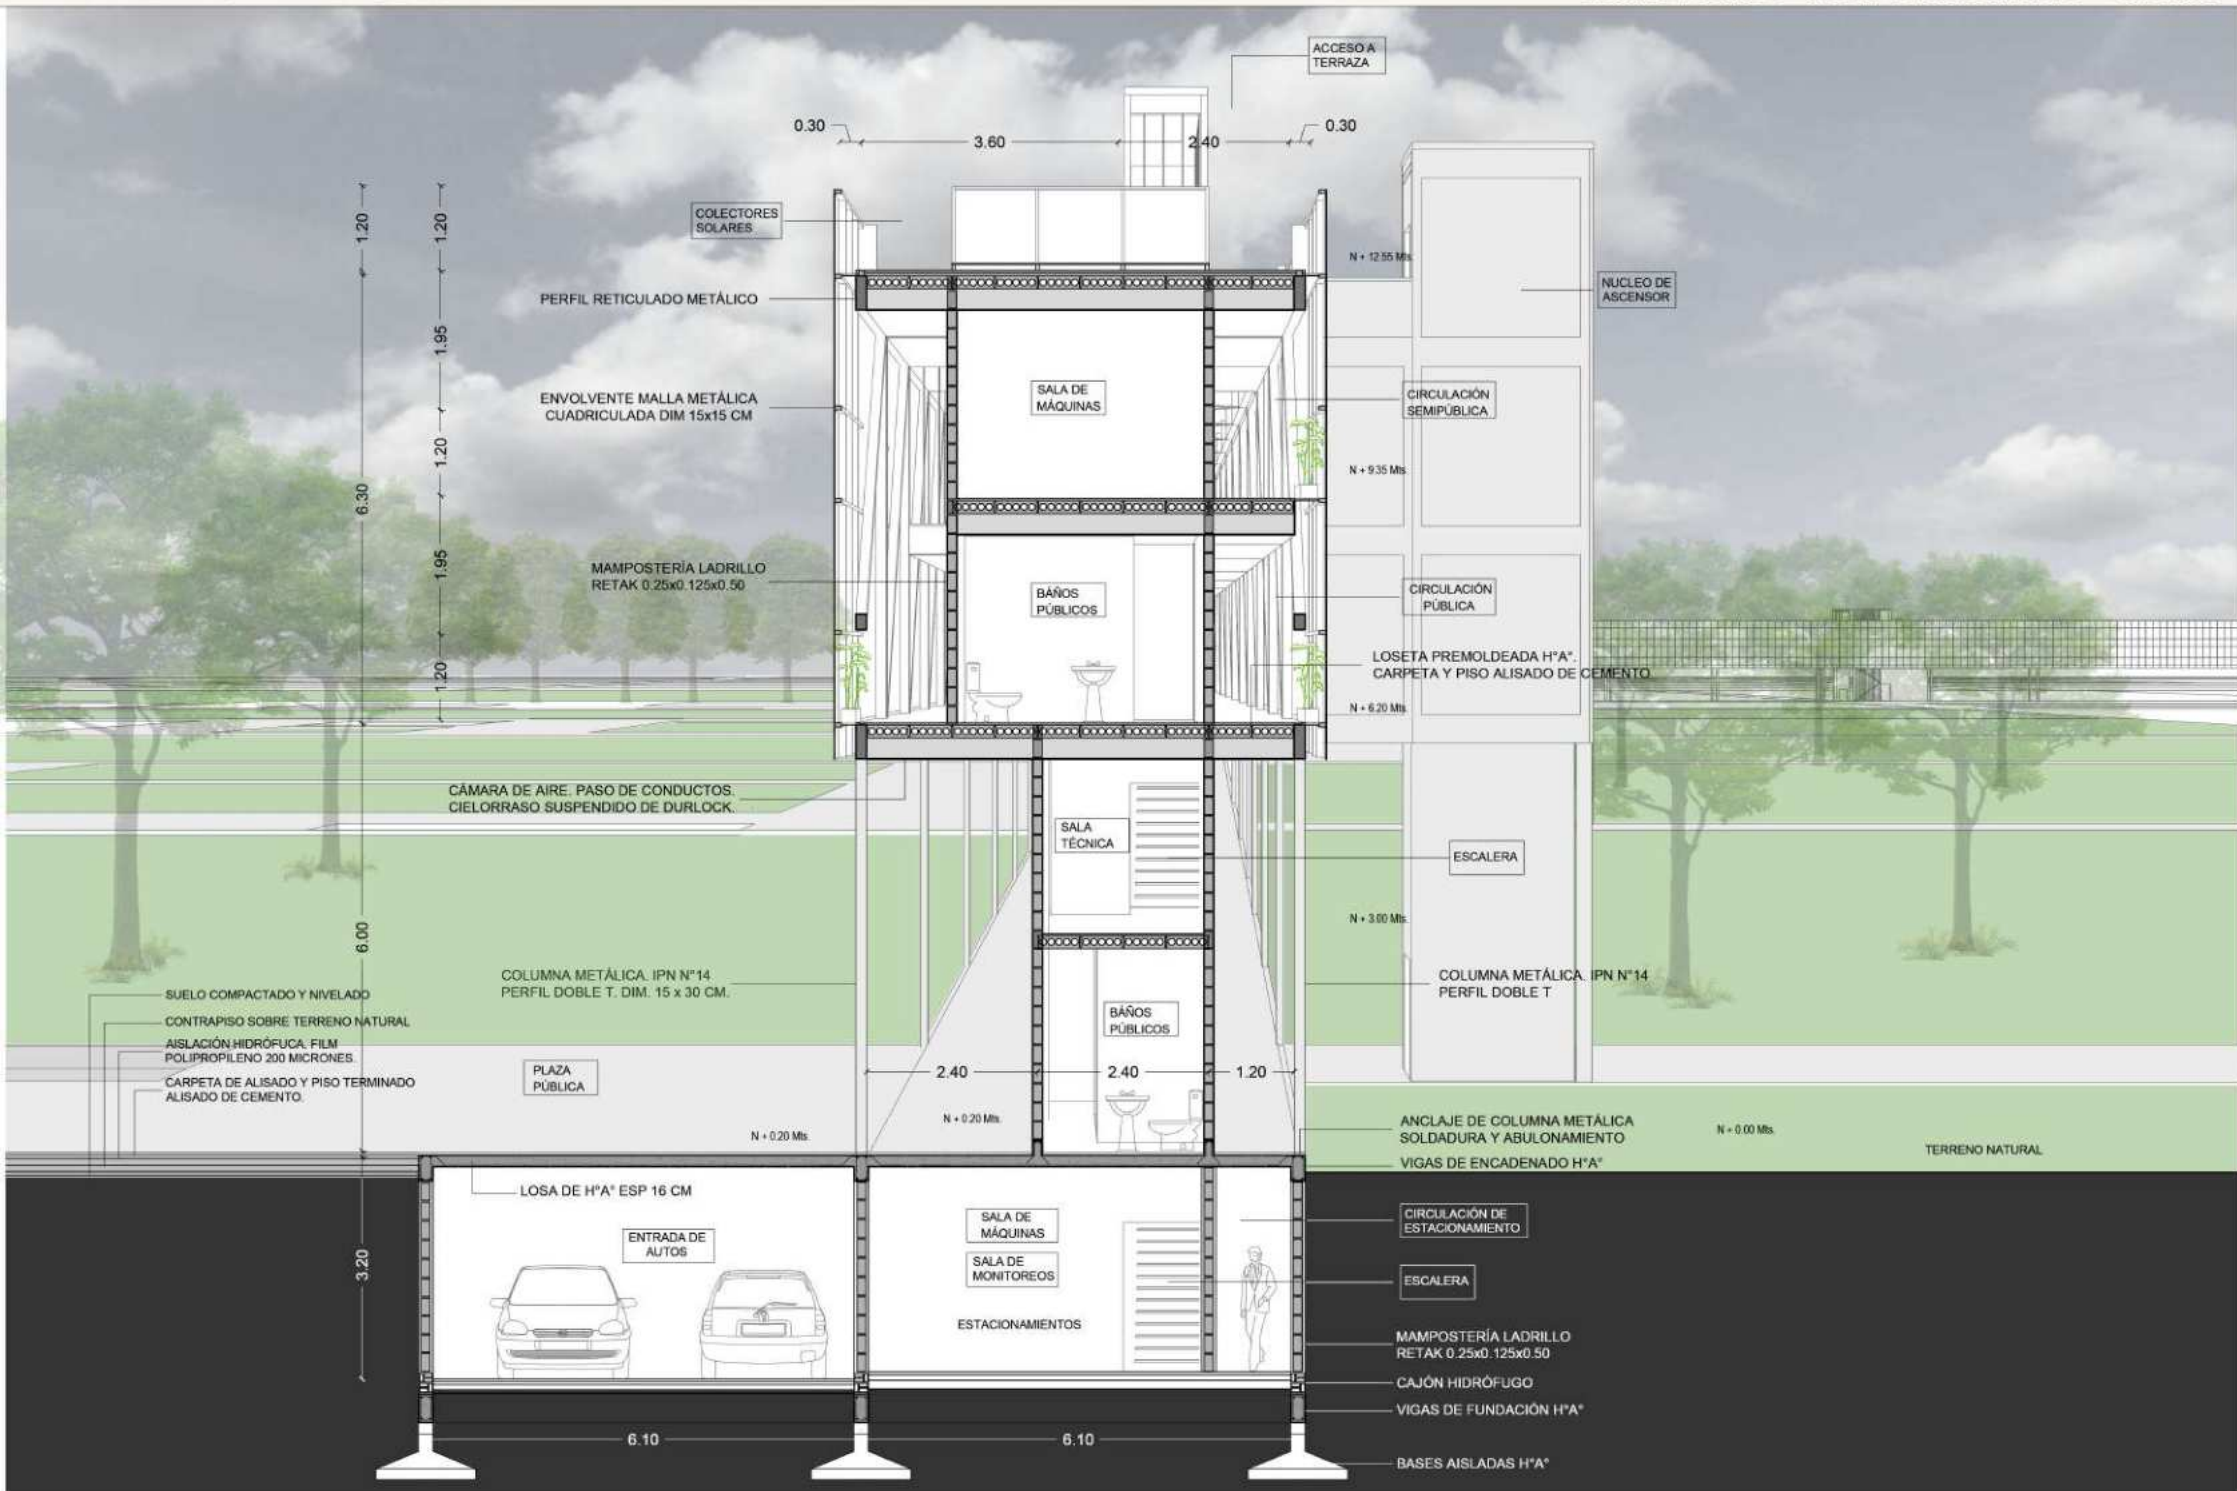 ACCESO A
TERRAZA
0.30
3.60
2.40
0.30
1.20
1.20
COLECTORES
SOLARES
N + 12.55 Mts.
NUCLEO DE
ASCENSOR
PERFIL RETICULADO METÁLICO
1.95
SALA DE
MÁQUINAS
CIRCULACIÓN
SEMIPÚBLICA
ENVOLVENTE MALLA METÁLICA
CUADRICULADA DIM 15x15 CM
1.20
N + 9.35 Mts.
6.30
1.95
MAMPOSTERÍA LADRILLO
RETAK 0.25x0.125x0.50
BÁÑOS
PÚBLICOS
CIRCULACIÓN
PÚBLICA
1.20
LOSETA PREMOLDEADA H°A°.
CARPETA Y PISO ALISADO DE CEMENTO
N + 6.20 Mts.
CÁMARA DE AIRE. PASO DE CONDUCTOS.
CIELORRASO SUSPENDIDO DE DURLOCK.
SALA
TÉCNICA
ESCALERA
6.00
N + 3.00 Mts.
COLUMNA METÁLICA. IPN N°14
PERFIL DOBLE T. DIM. 15 x 30 CM.
COLUMNA METÁLICA. IPN N°14
PERFIL DOBLE T
SUELO COMPACTADO Y NIVELADO
CONTRAPISO SOBRE TERRENO NATURAL
AISLACIÓN HIDRÓFUCA. FILM
POLIPROPILENO 200 MICRONES.
CARPETA DE ALISADO Y PISO TERMINADO
ALISADO DE CEMENTO.
BÁÑOS
PÚBLICOS
PLAZA
PÚBLICA
2.40
2.40
1.20
N + 0.20 Mts.
N + 0.20 Mts.
ANCLAJE DE COLUMNA METÁLICA
SOLDADURA Y ABULONAMIENTO
N + 0.00 Mts.
TERRENO NATURAL
VIGAS DE ENCADENADO H°A°
LOSA DE H°A° ESP 16 CM
SALA DE
MÁQUINAS
CIRCULACIÓN DE
ESTACIONAMIENTO
ENTRADA DE
AUTOS
3.20
SALA DE
MONITOREOS
ESCALERA
ESTACIONAMIENTOS
MAMPOSTERÍA LADRILLO
RETAK 0.25x0.125x0.50
CAJÓN HIDRÓFUGO
VIGAS DE FUNDACIÓN H°A°
6.10
6.10
BASES AISLADAS H°A°